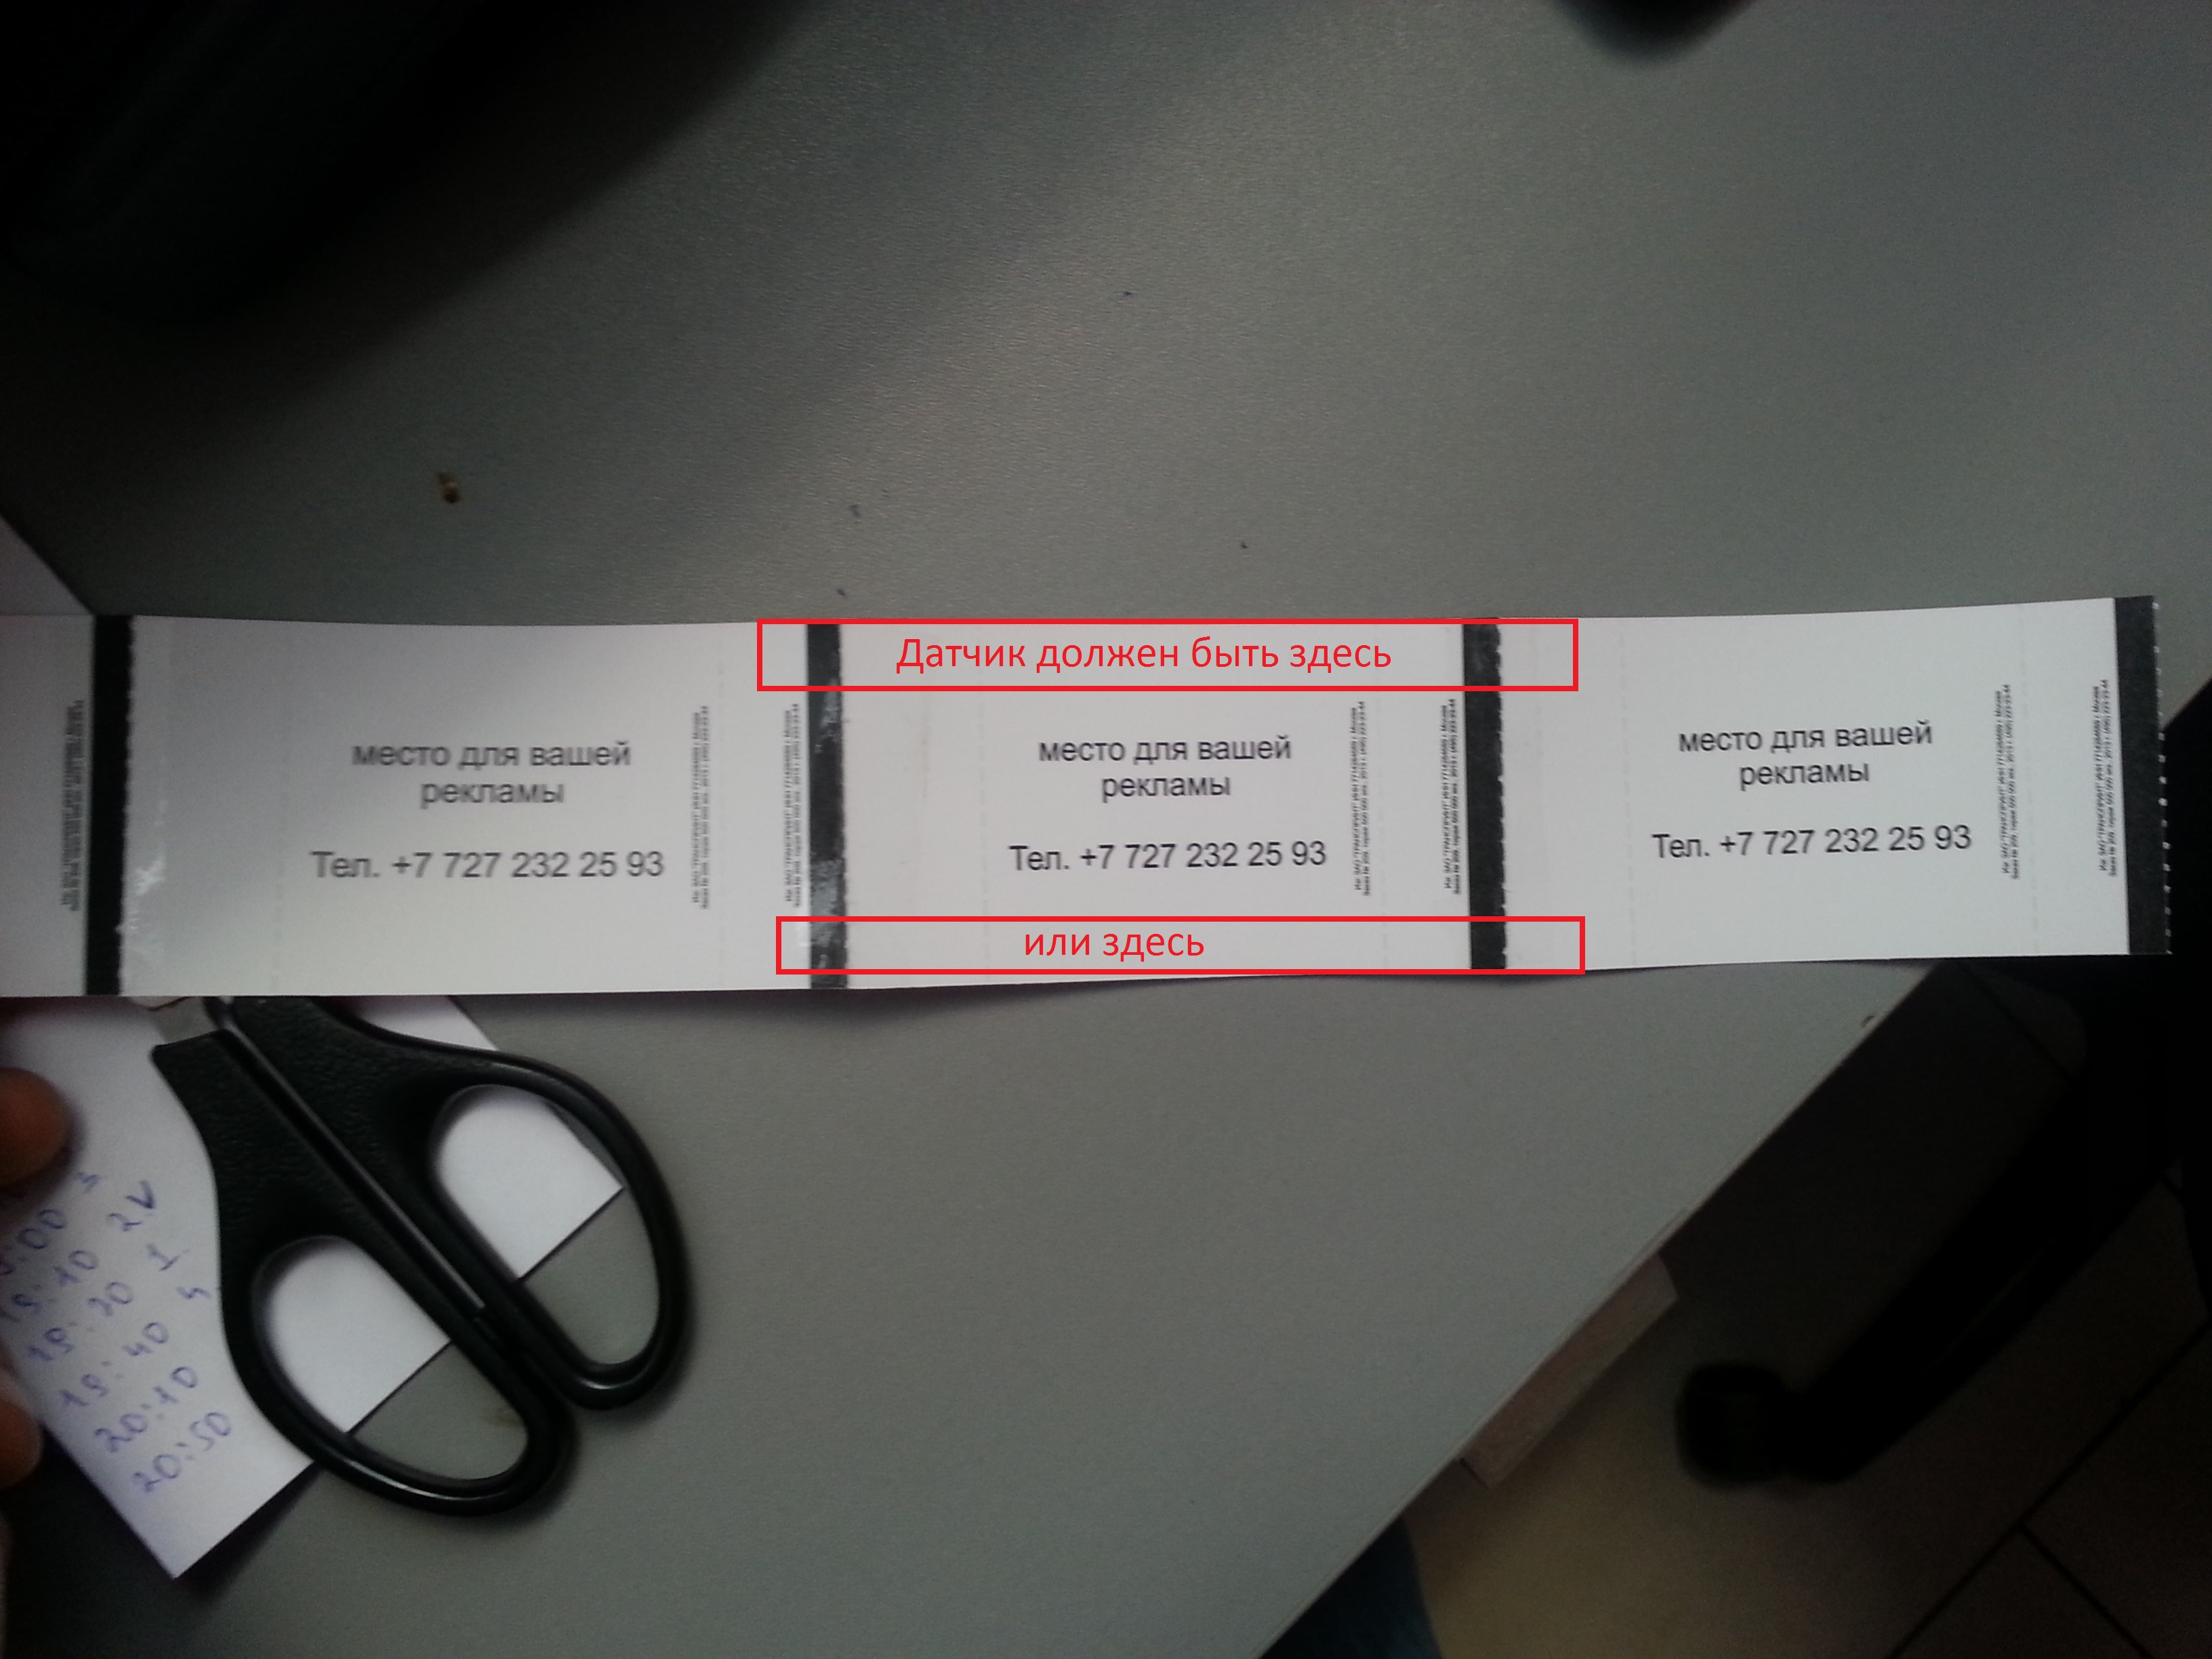 Датчик должен быть здесь
место для вашей
рекламы
Тел. +7 727 232 25 93
место для вашей
рекламы
Тел. +7 727 232 25 93
место для вашей
рекламы
Тел. +7 727 232 25 93
или здесь
19:20 1
19:40 4
20:10
20:50